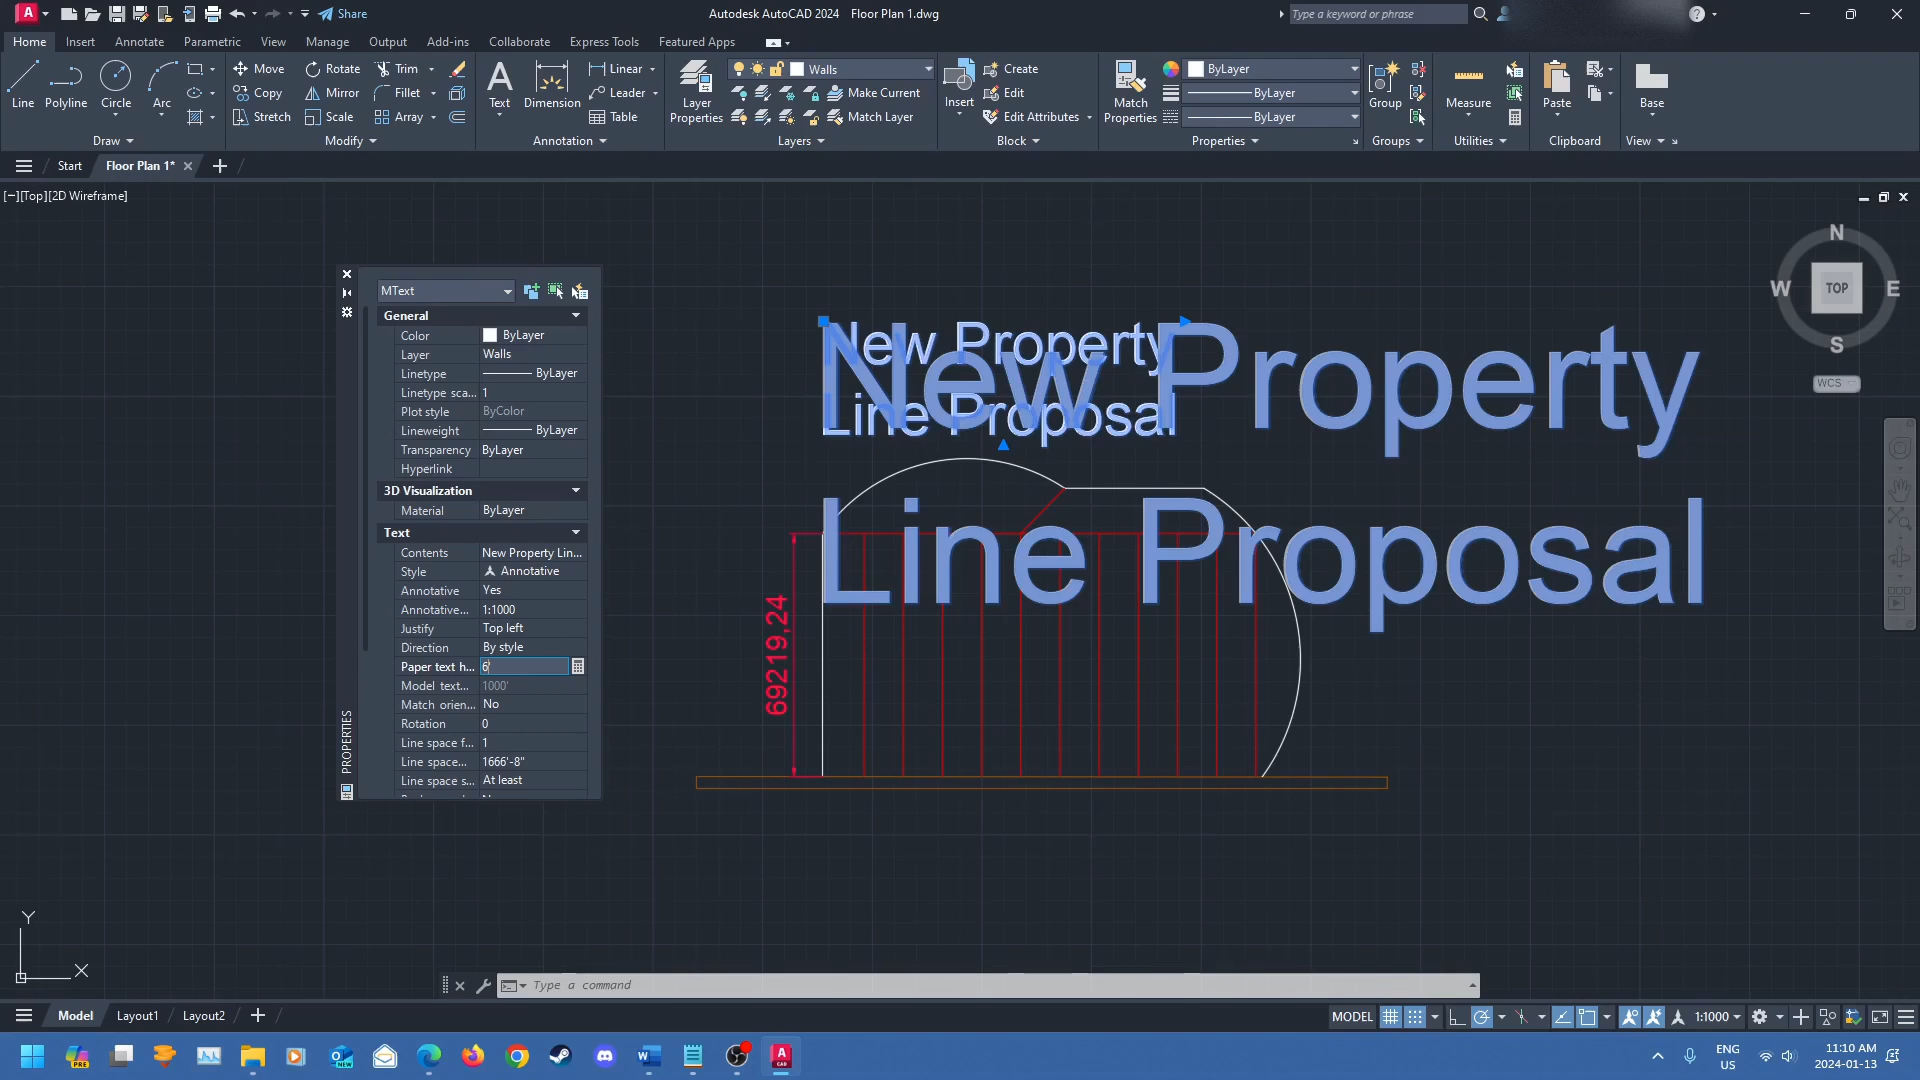 Share
Autodesk AutoCAD 2024 Floor Plan 1.dwg
Type a keyword or phrase
Home Insert Annotate Parametric View Manage Output Add-ins Collaborate Express Tools Featured Apps
Line Polyline Circle Arc
Move Rotate Trim
Copy Mirror Fillet
Stretch Scale Array
Text Dimension
Linear
Leader
Table
Layer Properties
Walls
Make Current
Match Layer
Insert
Create
Edit
Edit Attributes
Match Properties
ByLayer
ByLayer
ByLayer
Group
Measure
Paste
Base
Draw Modify Annotation Layers Block Properties Groups Utilities Clipboard View
Start Floor Plan 1*
[−][Top][2D Wireframe]
N
W TOP E
S
WCS
MText
General
Color ByLayer
Layer Walls
Linetype ByLayer
Linetype sca... 1
Plot style ByColor
Lineweight ByLayer
Transparency ByLayer
Hyperlink
3D Visualization
Material ByLayer
Text
Contents New Property Lin...
Style Annotative
Annotative Yes
Annotative... 1:1000
Justify Top left
Direction By style
Paper text h... 6'
Model text... 1000'
Match orien... No
Rotation 0
Line space f... 1
Line space... 1666'-8"
Line space s... At least
PROPERTIES
New Property
Line Proposal
New Property
Line Proposal
69219,24
Y
X
Type a command
Model Layout1 Layout2
MODEL 1:1000
PRE
NEW
CAD
ENG
US
11:10 AM
2024-01-13